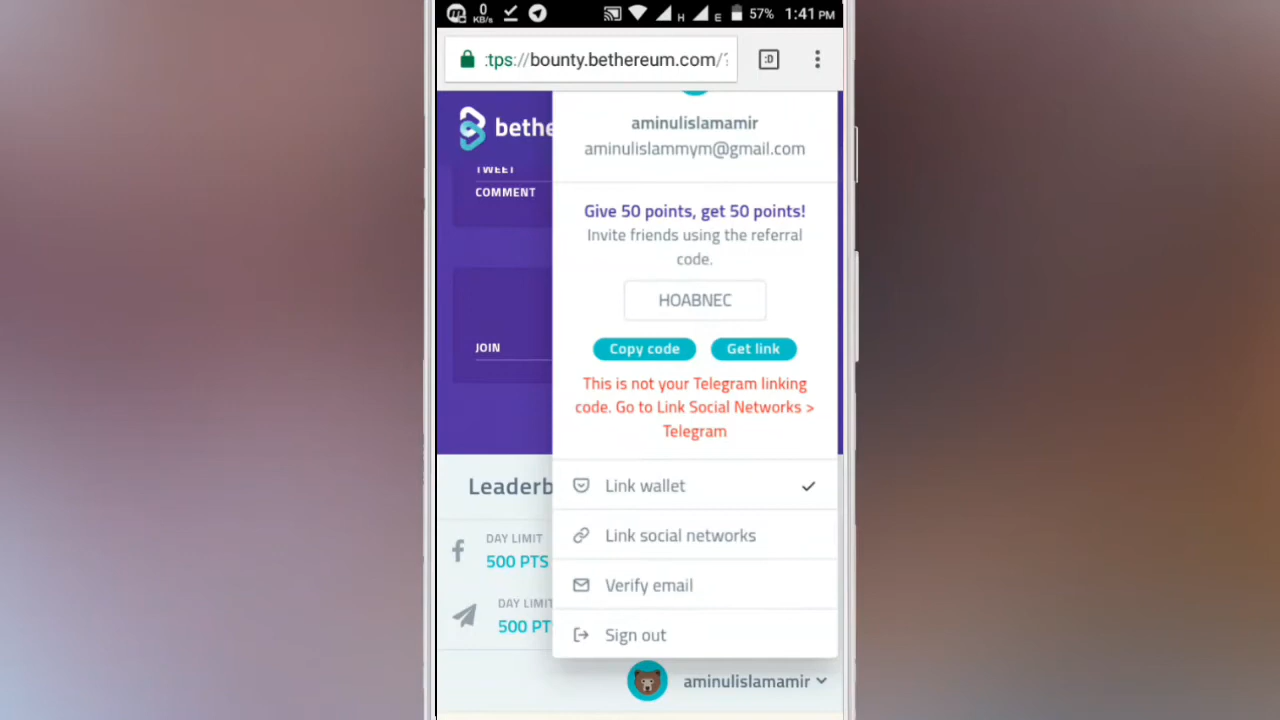 0
KB/s
H
E
57%
1:41 PM
:tps://bounty.bethereum.com/?
:D
bethe
aminulislamamir
aminulislammym@gmail.com
TWEET
COMMENT
Give 50 points, get 50 points!
Invite friends using the referral
code.
HOABNEC
JOIN
Copy code
Get link
This is not your Telegram linking
code. Go to Link Social Networks >
Telegram
Leaderb
Link wallet
Link social networks
DAY LIMIT
500 PTS
Verify email
DAY LIMIT
500 PT
Sign out
aminulislamamir